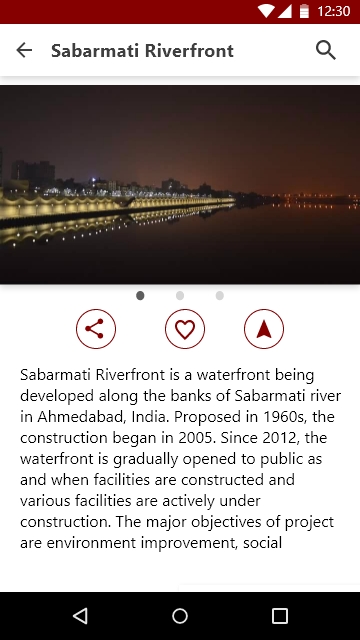 12:30
Sabarmati Riverfront
Sabarmati Riverfront is a waterfront being
developed along the banks of Sabarmati river
in Ahmedabad, India. Proposed in 1960s, the
construction began in 2005. Since 2012, the
waterfront is gradually opened to public as
and when facilities are constructed and
various facilities are actively under
construction. The major objectives of project
are environment improvement, social